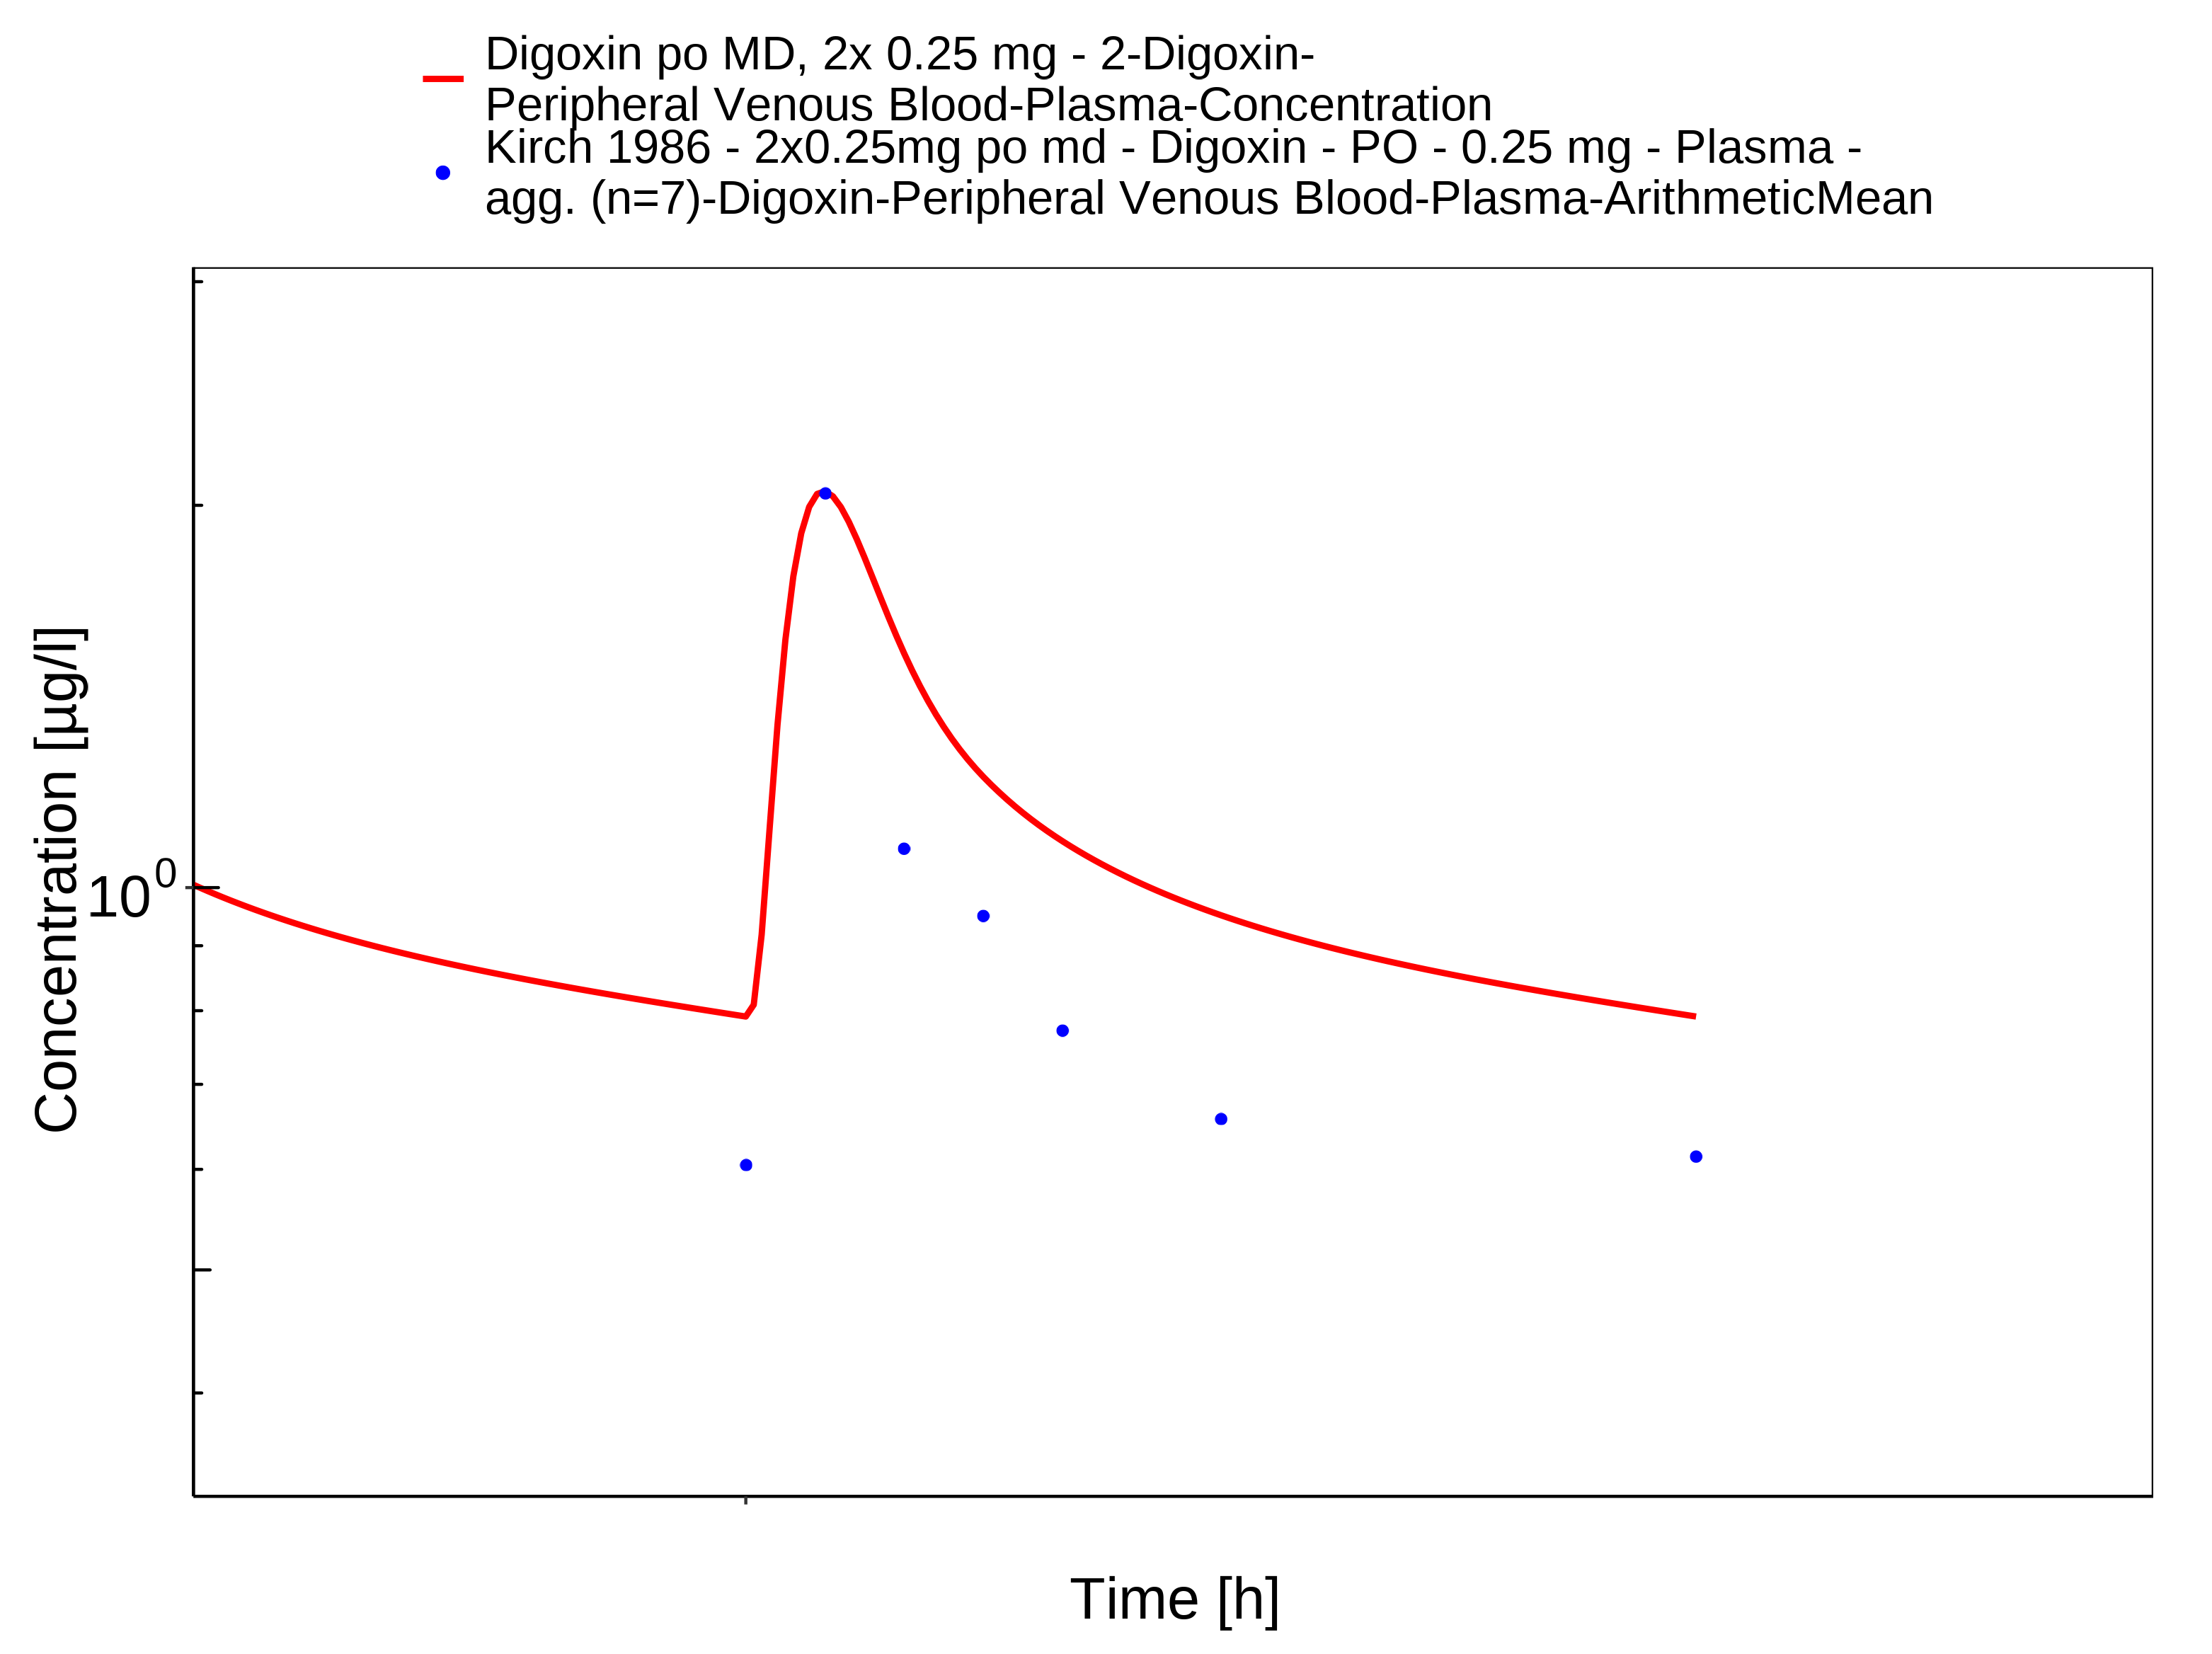 Digoxin po MD, 2x 0.25 mg - 2-Digoxin-
Peripheral Venous Blood-Plasma-Concentration
Kirch 1986 - 2x0.25mg po md - Digoxin - PO - 0.25 mg - Plasma -
agg. (n=7)-Digoxin-Peripheral Venous Blood-Plasma-ArithmeticMean
Concentration [µg/l]
10⁰
Time [h]